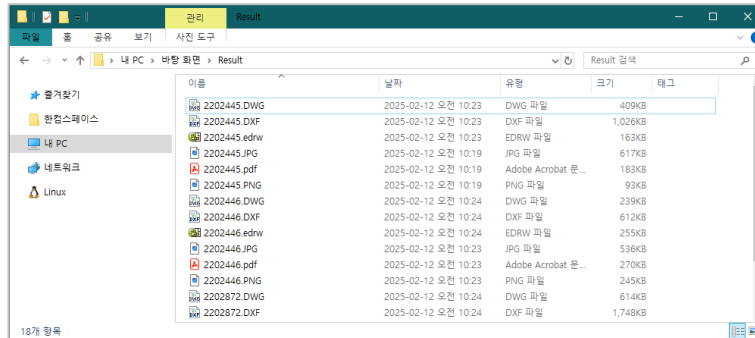 관리 Result
파일 홈 공유 보기 사진 도구
내 PC > 바탕 화면 > Result Result 검색
이름 날짜 유형 크기 태그
즐겨찾기
한컴스페이스
내 PC
네트워크
Linux
2202445.DWG 2025-02-12 오전 10:23 DWG 파일 409KB
2202445.DXF 2025-02-12 오전 10:23 DXF 파일 1,026KB
2202445.edrw 2025-02-12 오전 10:23 EDRW 파일 163KB
2202445.JPG 2025-02-12 오전 10:19 JPG 파일 617KB
2202445.pdf 2025-02-12 오전 10:19 Adobe Acrobat 문... 183KB
2202445.PNG 2025-02-12 오전 10:19 PNG 파일 93KB
2202446.DWG 2025-02-12 오전 10:24 DWG 파일 239KB
2202446.DXF 2025-02-12 오전 10:24 DXF 파일 612KB
2202446.edrw 2025-02-12 오전 10:24 EDRW 파일 255KB
2202446.JPG 2025-02-12 오전 10:23 JPG 파일 536KB
2202446.pdf 2025-02-12 오전 10:23 Adobe Acrobat 문... 270KB
2202446.PNG 2025-02-12 오전 10:23 PNG 파일 245KB
2202872.DWG 2025-02-12 오전 10:24 DWG 파일 614KB
2202872.DXF 2025-02-12 오전 10:24 DXF 파일 1,748KB
18개 항목